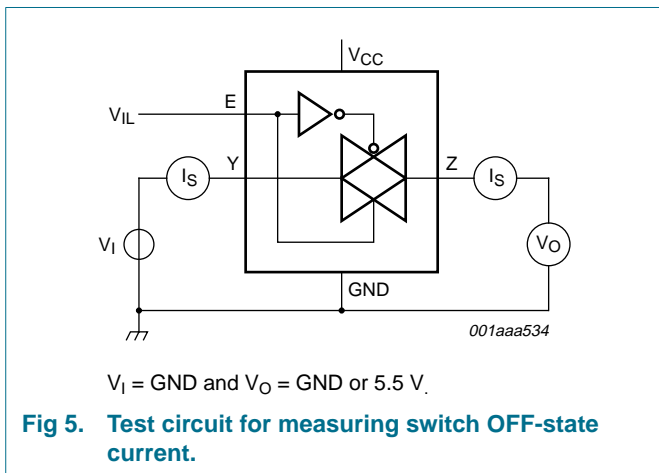 VCC
E
VIL
Y
Z
IS
IS
VI
VO
GND
001aaa534
VI = GND and VO = GND or 5.5 V.
Fig 5. Test circuit for measuring switch OFF-state
current.